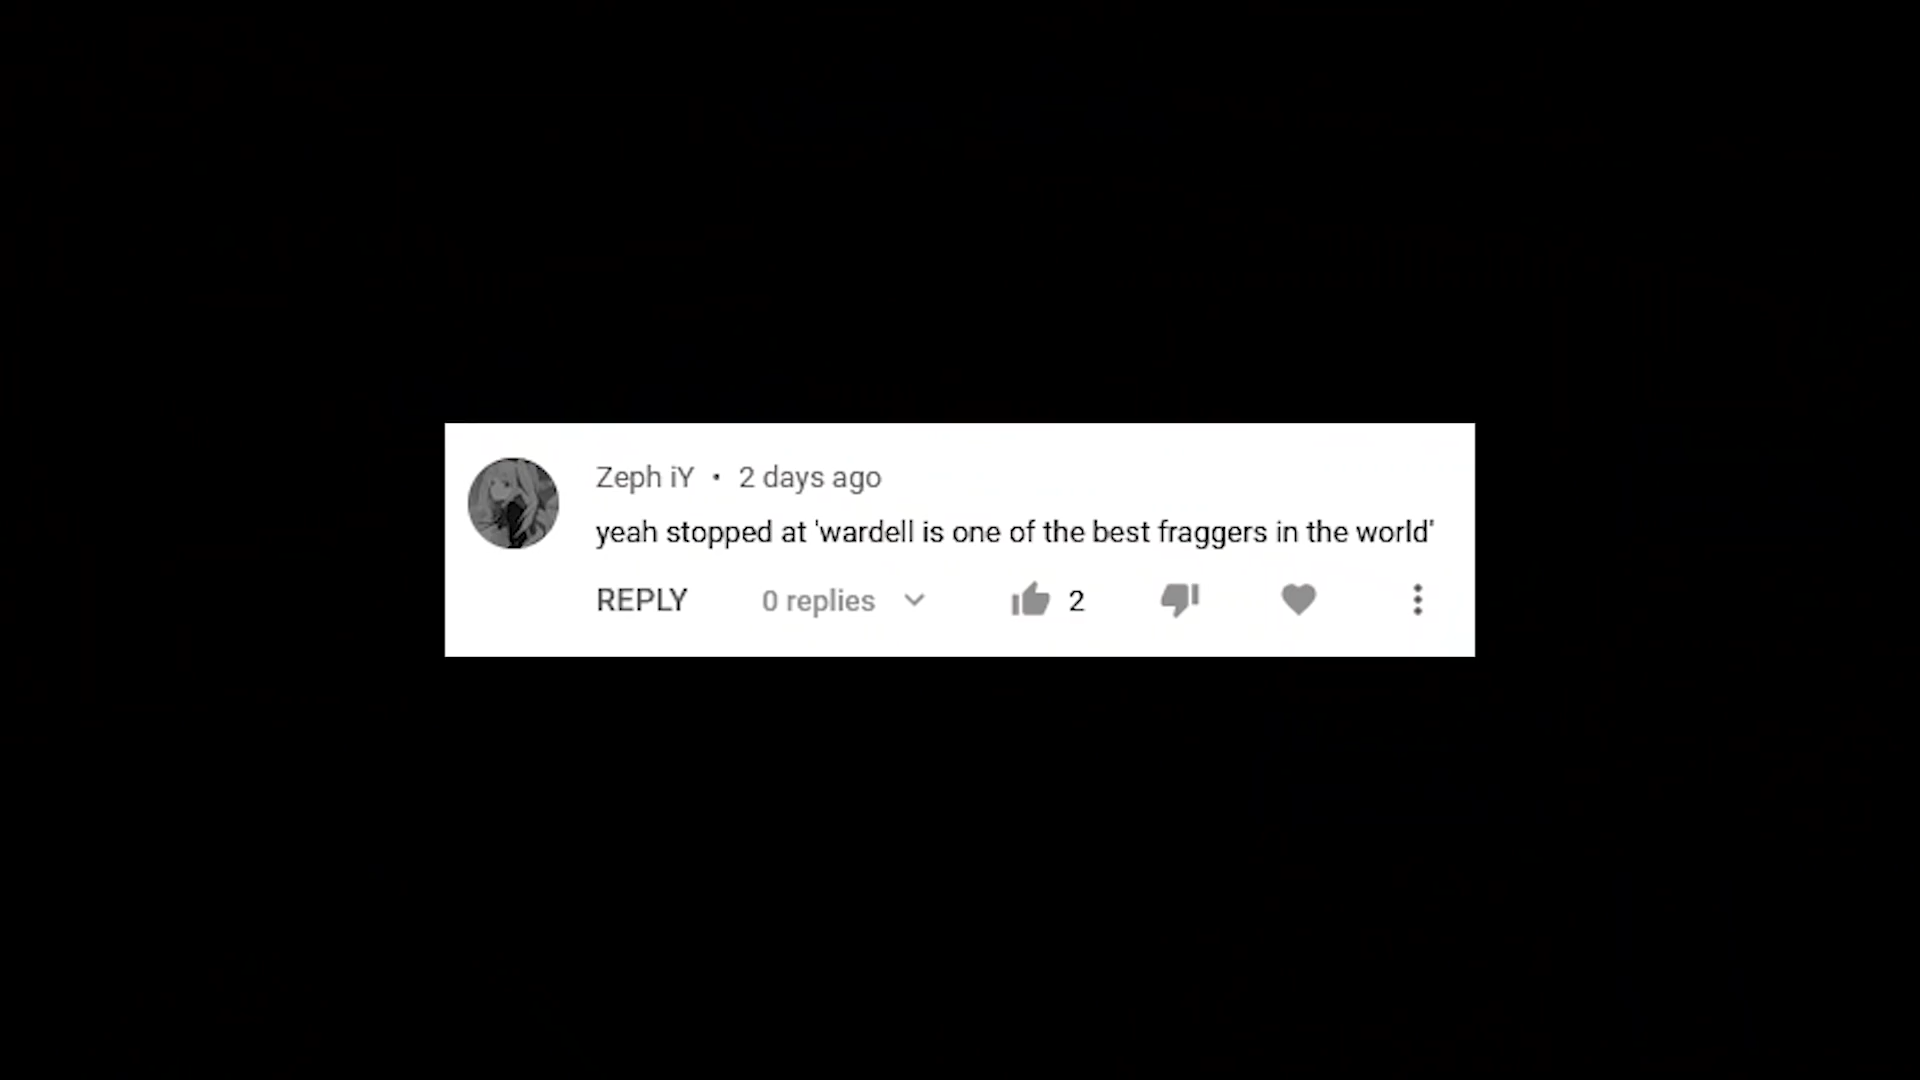 Zeph iY • 2 days ago
yeah stopped at 'wardell is one of the best fraggers in the world'
REPLY 0 replies 2